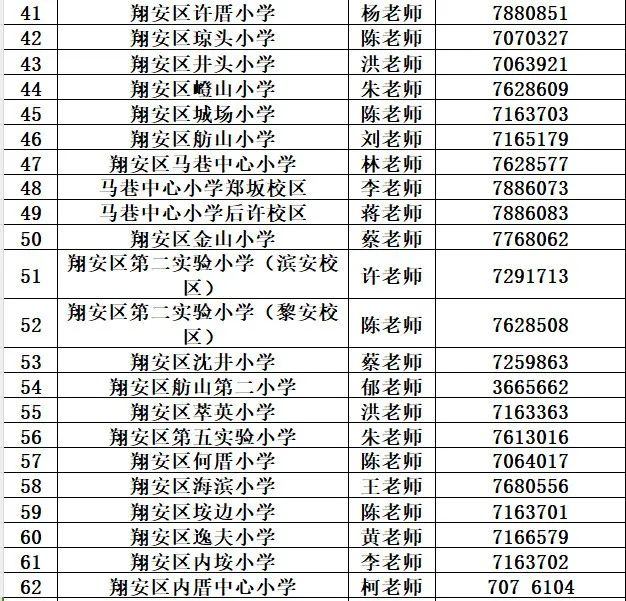 41 翔安区许厝小学 杨老师 7880851
42 翔安区琼头小学 陈老师 7070327
43 翔安区井头小学 洪老师 7063921
44 翔安区嶝山小学 朱老师 7628609
45 翔安区城场小学 陈老师 7163703
46 翔安区舫山小学 刘老师 7165179
47 翔安区马巷中心小学 林老师 7628577
48 马巷中心小学郑坂校区 李老师 7886073
49 马巷中心小学后许校区 蒋老师 7886083
50 翔安区金山小学 蔡老师 7768062
51 翔安区第二实验小学（滨安校 许老师 7291713
区）
52 翔安区第二实验小学（黎安校 陈老师 7628508
区）
53 翔安区沈井小学 蔡老师 7259863
54 翔安区舫山第二小学 郁老师 3665662
55 翔安区萃英小学 洪老师 7163363
56 翔安区第五实验小学 朱老师 7613016
57 翔安区何厝小学 陈老师 7064017
58 翔安区海滨小学 王老师 7680556
59 翔安区垵边小学 陈老师 7163701
60 翔安区逸夫小学 黄老师 7166579
61 翔安区内垵小学 李老师 7163702
62 翔安区内厝中心小学 柯老师 707 6104